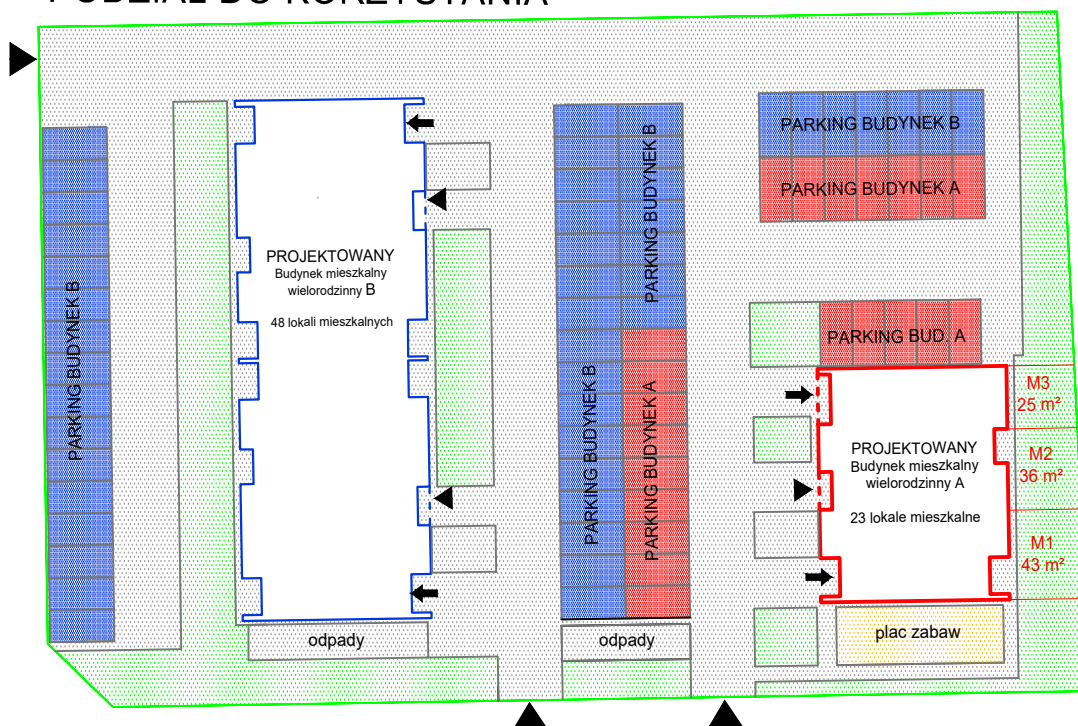 PODZIAŁ DO KORZYSTANIA
PARKING BUDYNEK B
PROJEKTOWANY
Budynek mieszkalny
wielorodzinny B
48 lokali mieszkalnych
PARKING BUDYNEK B
PARKING BUDYNEK B
PARKING BUDYNEK A
PARKING BUDYNEK B
PARKING BUDYNEK A
PARKING BUD. A
PROJEKTOWANY
Budynek mieszkalny
wielorodzinny A
23 lokale mieszkalne
M3
25 m²
M2
36 m²
M1
43 m²
odpady
odpady
plac zabaw